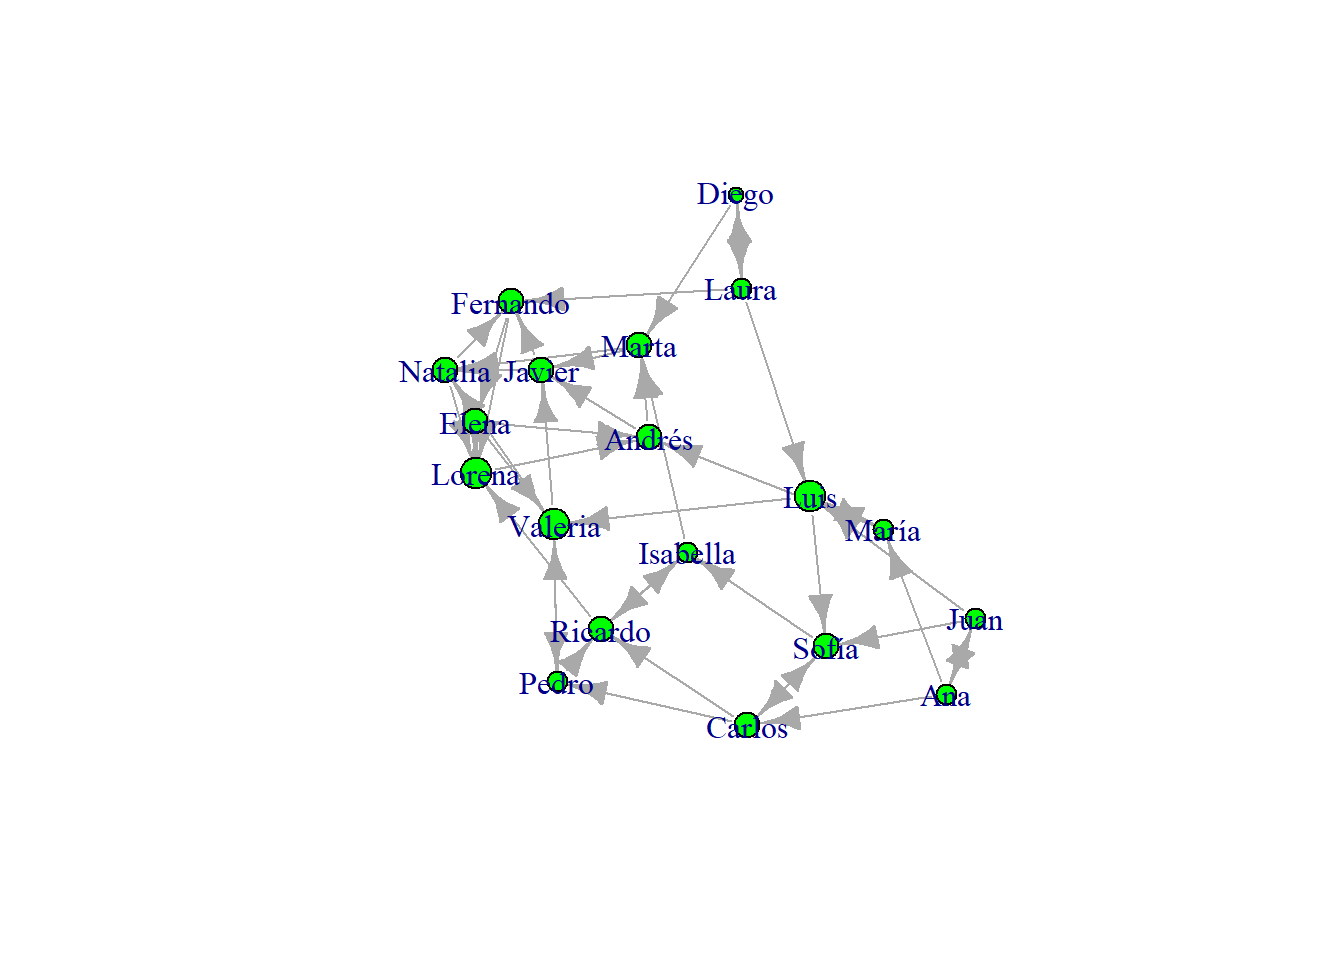 Diego
Laura
Fernando
Marta
Natalia
Javier
Elena
Andrés
Lorena
Luis
Valeria
María
Isabella
Juan
Ricardo
Sofía
Pedro
Ana
Carlos